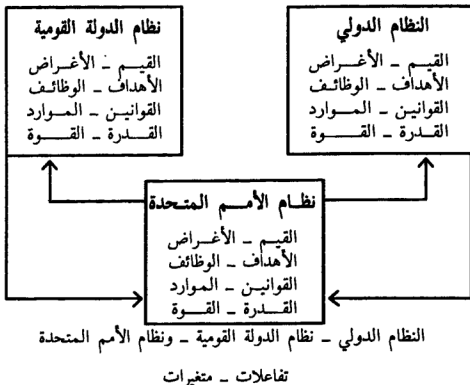 النظام الدولي
القيم - الأغراض
الأهداف - الوظائف
القوانين - الموارد
القدرة - القوة
نظام الدولة القومية
القيم - الأغراض
الأهداف - الوظائف
القوانين - الموارد
القدرة - القوة
نظام الأمم المتحدة
القيم - الأغراض
الأهداف - الوظائف
القوانين - الموارد
القدرة - القوة
النظام الدولي - نظام الدولة القومية - ونظام الأمم المتحدة
تفاعلات - متغيرات